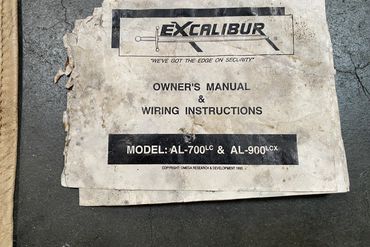 EXCALIBUR
"WE'VE GOT THE EDGE ON SECURITY"
OWNER'S MANUAL
&
WIRING INSTRUCTIONS
MODEL: AL-700LC & AL-900LCX
COPYRIGHT: OMEGA RESEARCH & DEVELOPMENT